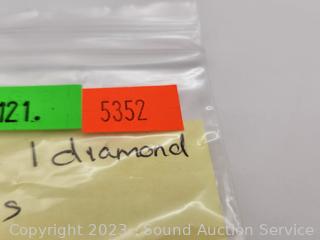 121. 5352
1 diamond
s
Copyright 2023 - Sound Auction Service